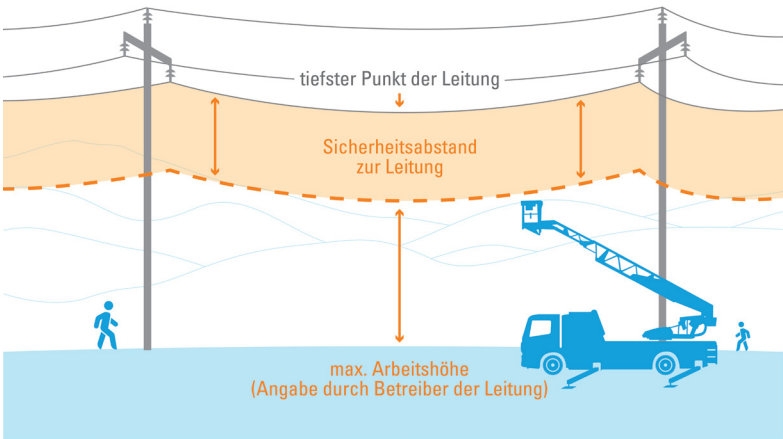 tiefster Punkt der Leitung
Sicherheitsabstand
zur Leitung
max. Arbeitshöhe
(Angabe durch Betreiber der Leitung)